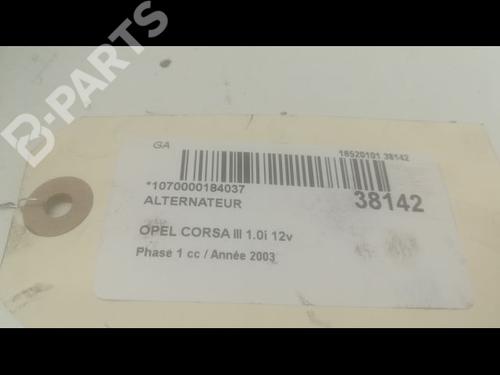 B-PARTS
GA
18520101 38142
*1070000184037
ALTERNATEUR
38142
OPEL CORSA III 1.0i 12v
Phase 1 cc / Année 2003